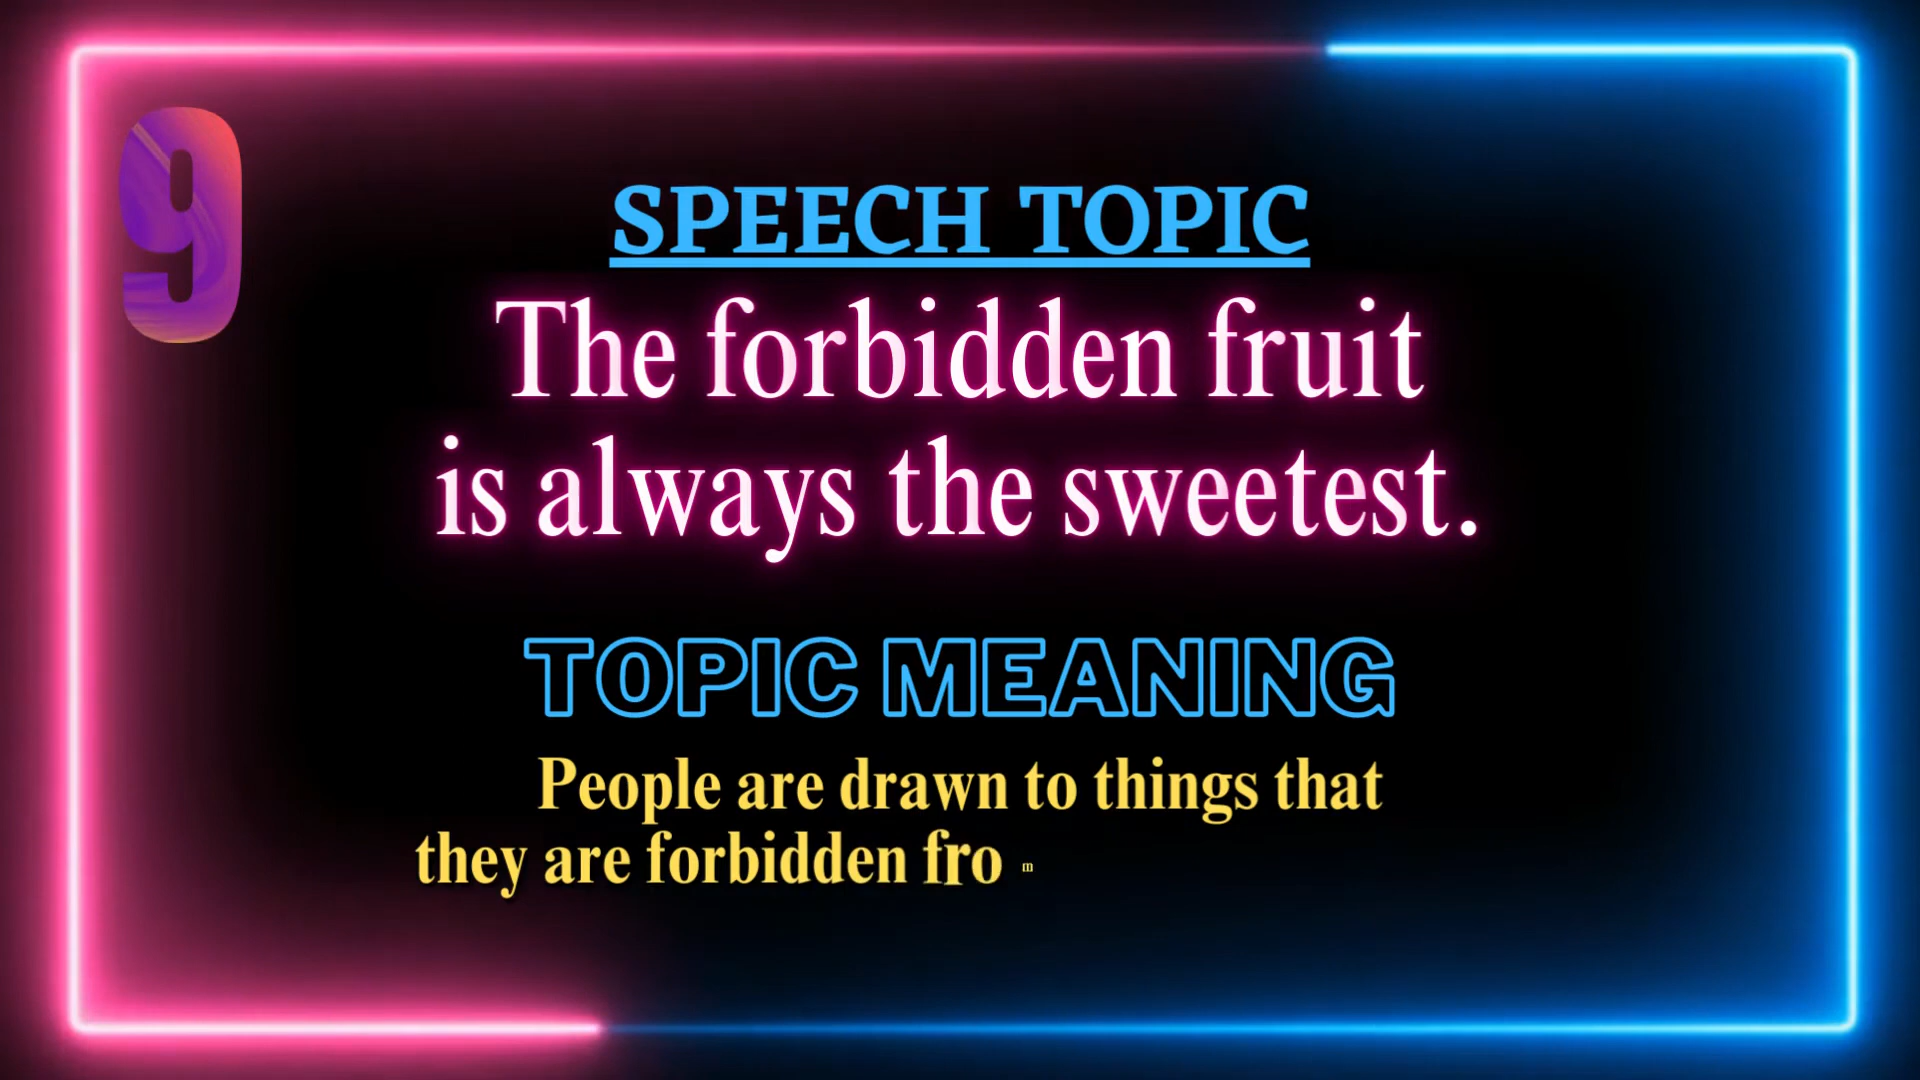 9
SPEECH TOPIC
The forbidden fruit
is always the sweetest.
TOPIC MEANING
People are drawn to things that
they are forbidden from